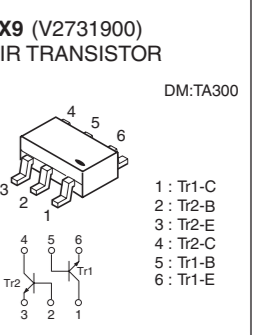 X9 (V2731900)
IR TRANSISTOR
DM:TA300
4
5
6
3
2
1
1 : Tr1-C
2 : Tr2-B
3 : Tr2-E
4 : Tr2-C
5 : Tr1-B
6 : Tr1-E
4 5 6
Tr2
Tr1
3 2 1